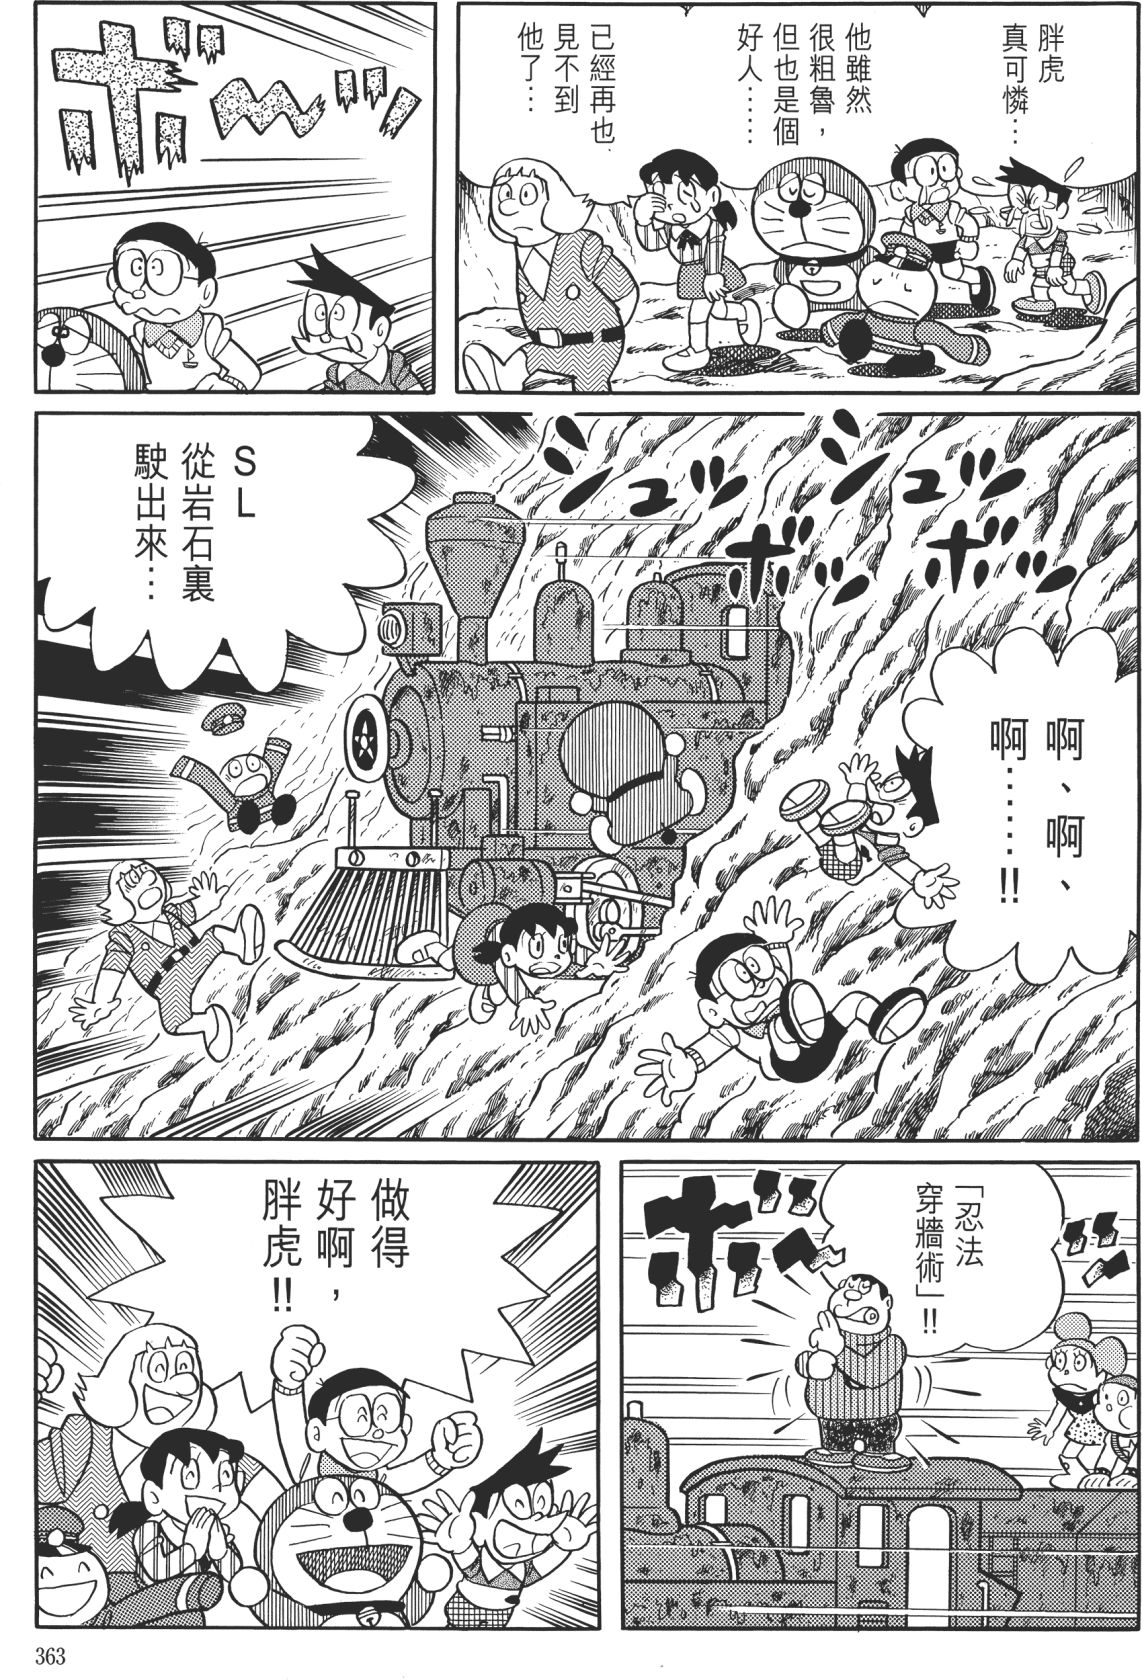 胖虎
真可憐…
他雖然
很粗魯，
但也是個
好人……
已經再也
見不到
他了…
ボーッ
ＳＬ
從岩石裏
駛出來…
シュッシュッ
ボッボッ
啊、啊、
啊……!!
「忍法
穿牆術」!!
ボーッ
做得
好啊，
胖虎!!
363